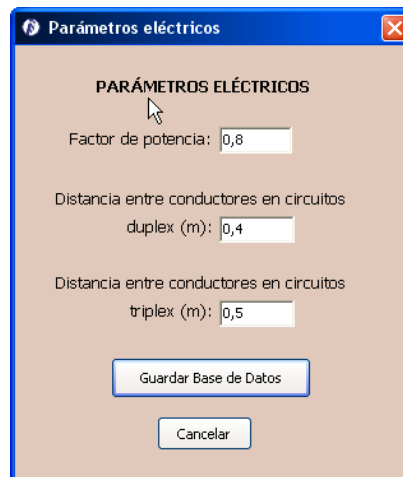 Parámetros eléctricos
PARÁMETROS ELÉCTRICOS
Factor de potencia: 0,8
Distancia entre conductores en circuitos
duplex (m): 0,4
Distancia entre conductores en circuitos
triplex (m): 0,5
Guardar Base de Datos
Cancelar